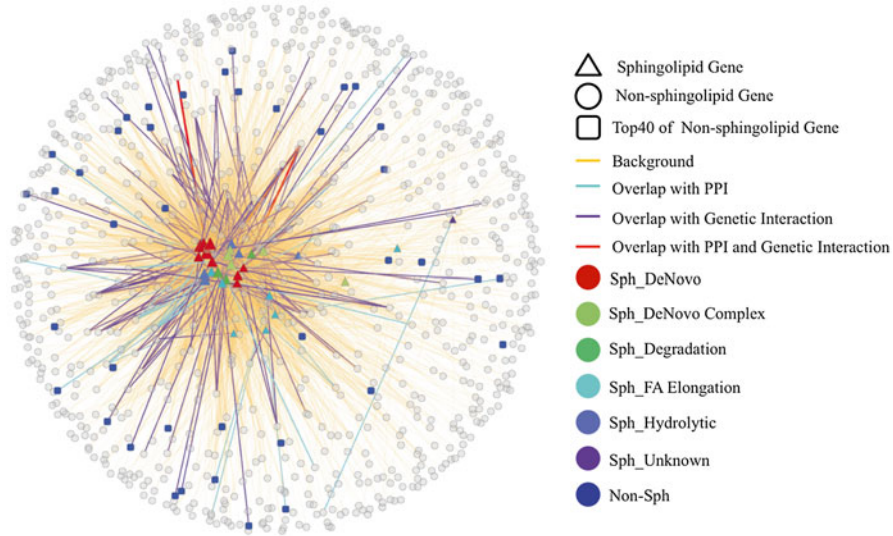 Sphingolipid Gene
Non-sphingolipid Gene
Top40 of Non-sphingolipid Gene
Background
Overlap with PPI
Overlap with Genetic Interaction
Overlap with PPI and Genetic Interaction
Sph_DeNovo
Sph_DeNovo Complex
Sph_Degradation
Sph_FA Elongation
Sph_Hydrolytic
Sph_Unknown
Non-Sph